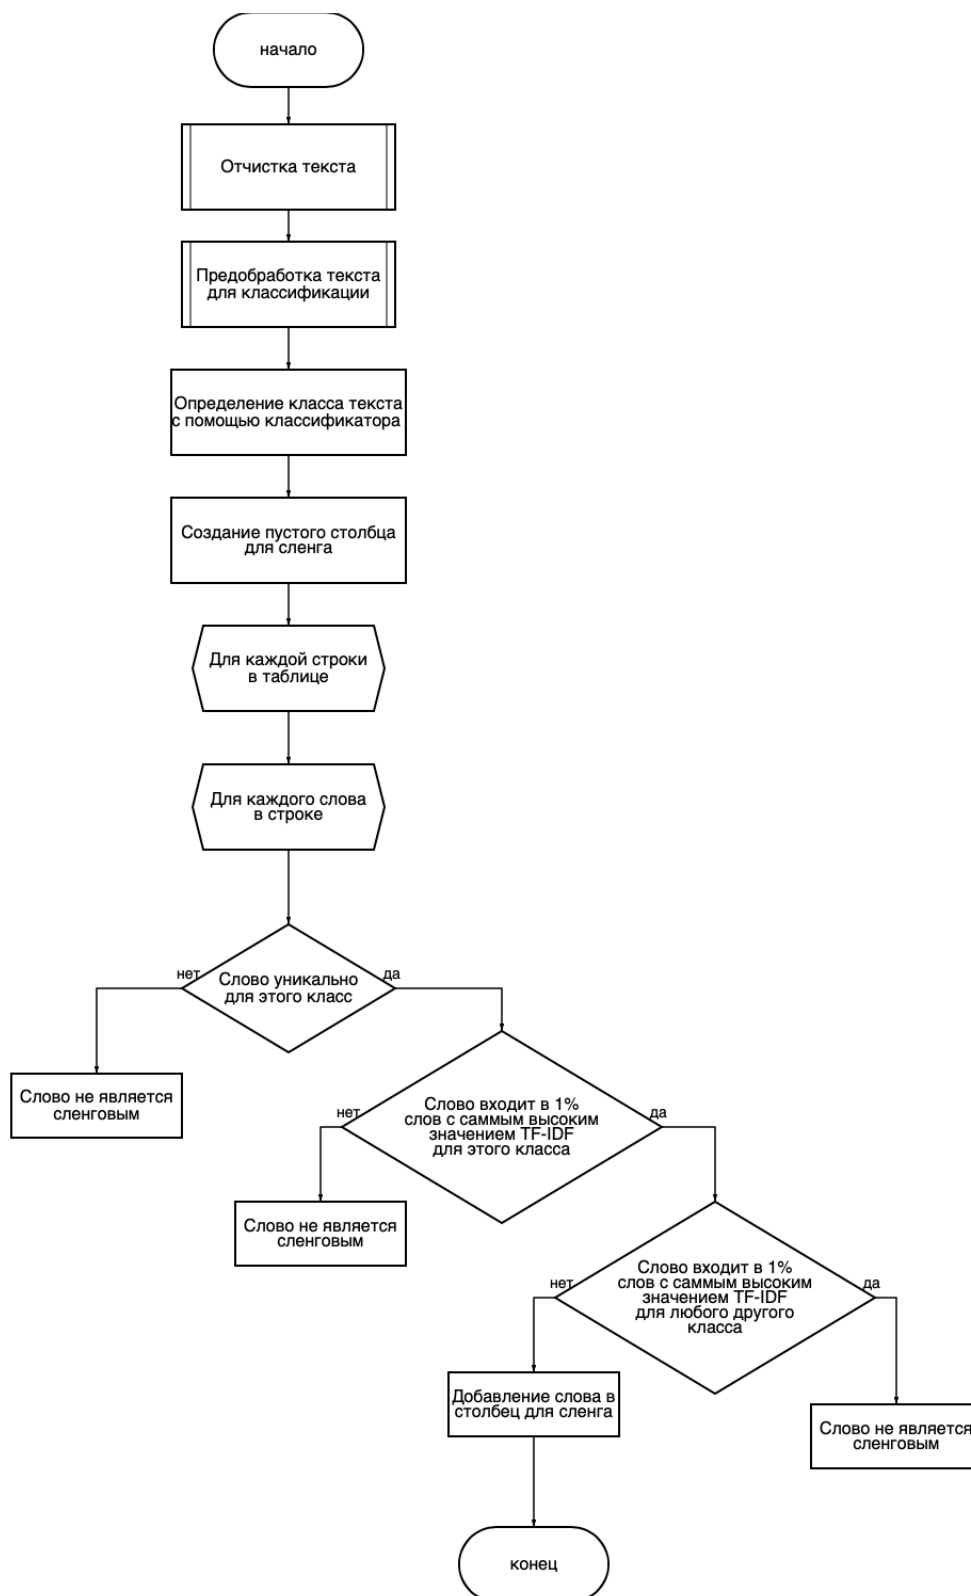 начало
Отчистка текста
Предобработка текста
для классификации
Определение класса текста
с помощью классификатора
Создание пустого столбца
для сленга
Для каждой строки
в таблице
Для каждого слова
в строке
нет
Слово уникально
для этого класс
да
Слово не является
сленговым
нет
Слово входит в 1%
слов с саммым высоким
значением TF-IDF
для этого класса
да
Слово не является
сленговым
нет
Слово входит в 1%
слов с саммым высоким
значением TF-IDF
для любого другого
класса
да
Добавление слова в
столбец для сленга
Слово не является
сленговым
конец